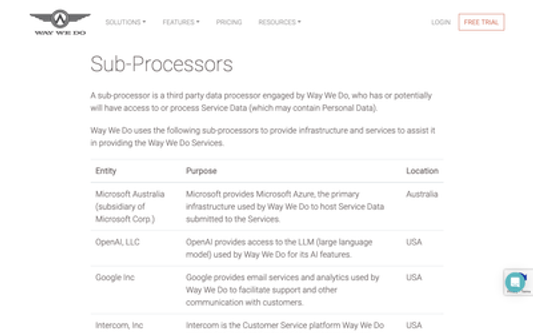 WAY WE DO
SOLUTIONS FEATURES PRICING RESOURCES LOGIN FREE TRIAL
Sub-Processors
A sub-processor is a third party data processor engaged by Way We Do, who has or potentially
will have access to or process Service Data (which may contain Personal Data).
Way We Do uses the following sub-processors to provide infrastructure and services to assist it
in providing the Way We Do Services.
Entity Purpose Location
Microsoft Australia Microsoft provides Microsoft Azure, the primary Australia
(subsidiary of infrastructure used by Way We Do to host Service Data
Microsoft Corp.) submitted to the Services.
OpenAI, LLC OpenAI provides access to the LLM (large language USA
model) used by Way We Do for its AI features.
Google Inc Google provides email services and analytics used by USA
Way We Do to facilitate support and other
communication with customers.
Intercom, Inc Intercom is the Customer Service platform Way We Do USA